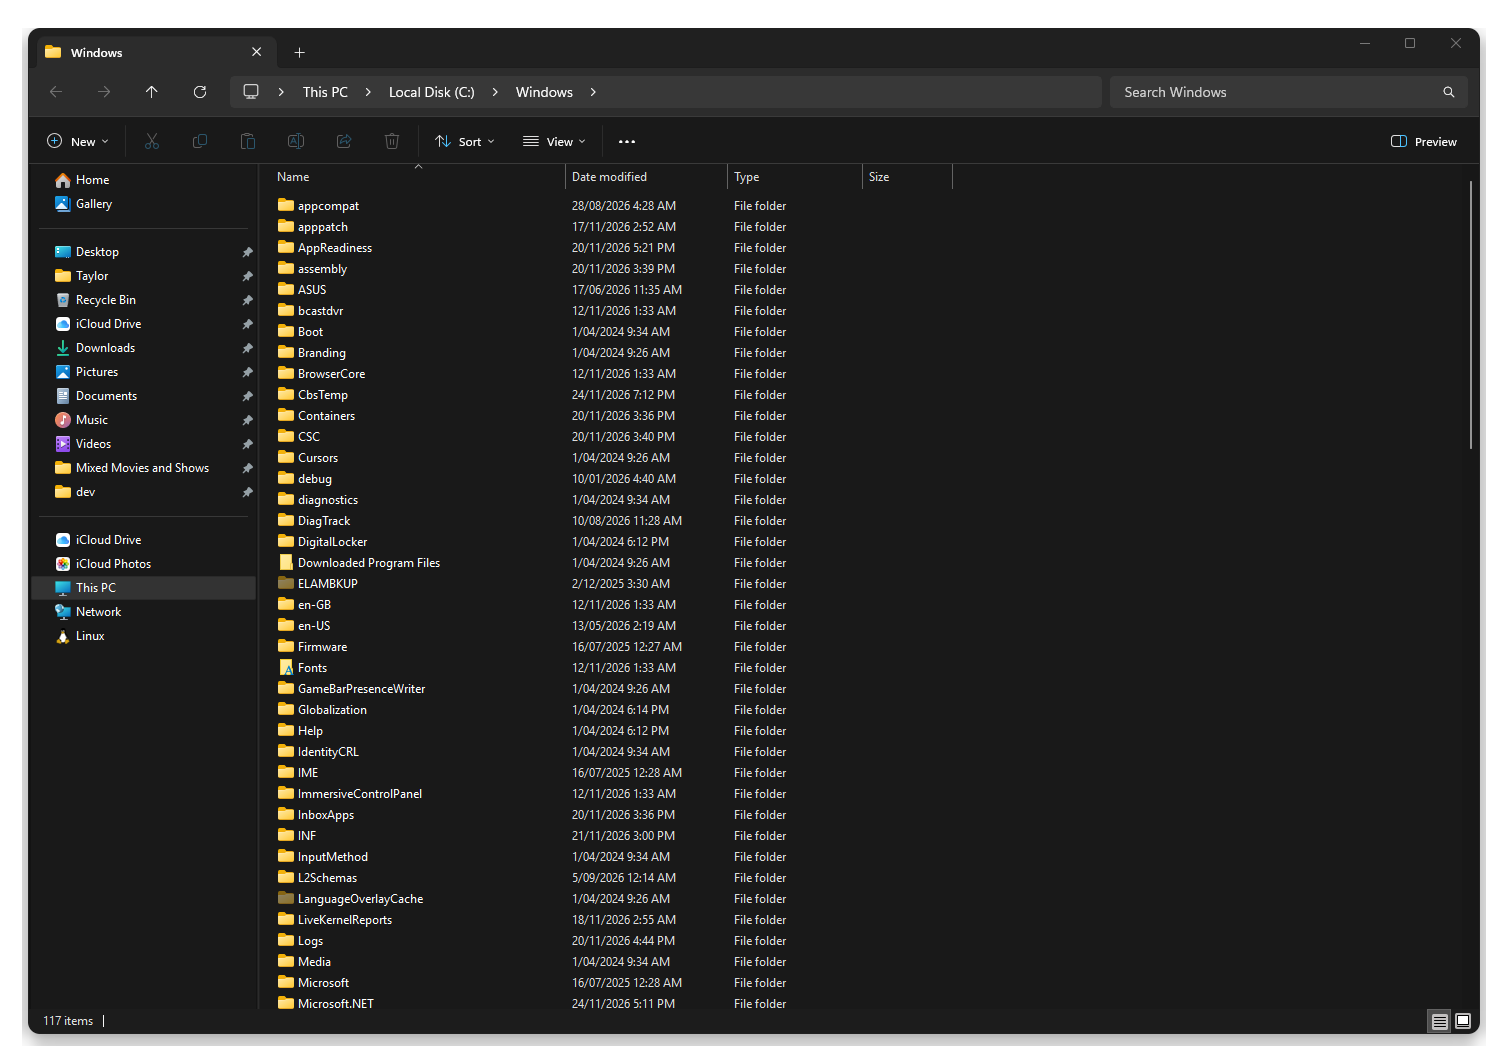 Windows
This PC > Local Disk (C:) > Windows >
Search Windows
New
Sort
View
Preview
Home
Gallery
Desktop
Taylor
Recycle Bin
iCloud Drive
Downloads
Pictures
Documents
Music
Videos
Mixed Movies and Shows
dev
iCloud Drive
iCloud Photos
This PC
Network
Linux
Name Date modified Type Size
appcompat 28/08/2026 4:28 AM File folder
apppatch 17/11/2026 2:52 AM File folder
AppReadiness 20/11/2026 5:21 PM File folder
assembly 20/11/2026 3:39 PM File folder
ASUS 17/06/2026 11:35 AM File folder
bcastdvr 12/11/2026 1:33 AM File folder
Boot 1/04/2024 9:34 AM File folder
Branding 1/04/2024 9:26 AM File folder
BrowserCore 12/11/2026 1:33 AM File folder
CbsTemp 24/11/2026 7:12 PM File folder
Containers 20/11/2026 3:36 PM File folder
CSC 20/11/2026 3:40 PM File folder
Cursors 1/04/2024 9:26 AM File folder
debug 10/01/2026 4:40 AM File folder
diagnostics 1/04/2024 9:34 AM File folder
DiagTrack 10/08/2026 11:28 AM File folder
DigitalLocker 1/04/2024 6:12 PM File folder
Downloaded Program Files 1/04/2024 9:26 AM File folder
ELAMBKUP 2/12/2025 3:30 AM File folder
en-GB 12/11/2026 1:33 AM File folder
en-US 13/05/2026 2:19 AM File folder
Firmware 16/07/2025 12:27 AM File folder
Fonts 12/11/2026 1:33 AM File folder
GameBarPresenceWriter 1/04/2024 9:26 AM File folder
Globalization 1/04/2024 6:14 PM File folder
Help 1/04/2024 6:12 PM File folder
IdentityCRL 1/04/2024 9:34 AM File folder
IME 16/07/2025 12:28 AM File folder
ImmersiveControlPanel 12/11/2026 1:33 AM File folder
InboxApps 20/11/2026 3:36 PM File folder
INF 21/11/2026 3:00 PM File folder
InputMethod 1/04/2024 9:34 AM File folder
L2Schemas 5/09/2026 12:14 AM File folder
LanguageOverlayCache 1/04/2024 9:26 AM File folder
LiveKernelReports 18/11/2026 2:55 AM File folder
Logs 20/11/2026 4:44 PM File folder
Media 1/04/2024 9:34 AM File folder
Microsoft 16/07/2025 12:28 AM File folder
Microsoft.NET 24/11/2026 5:11 PM File folder
117 items